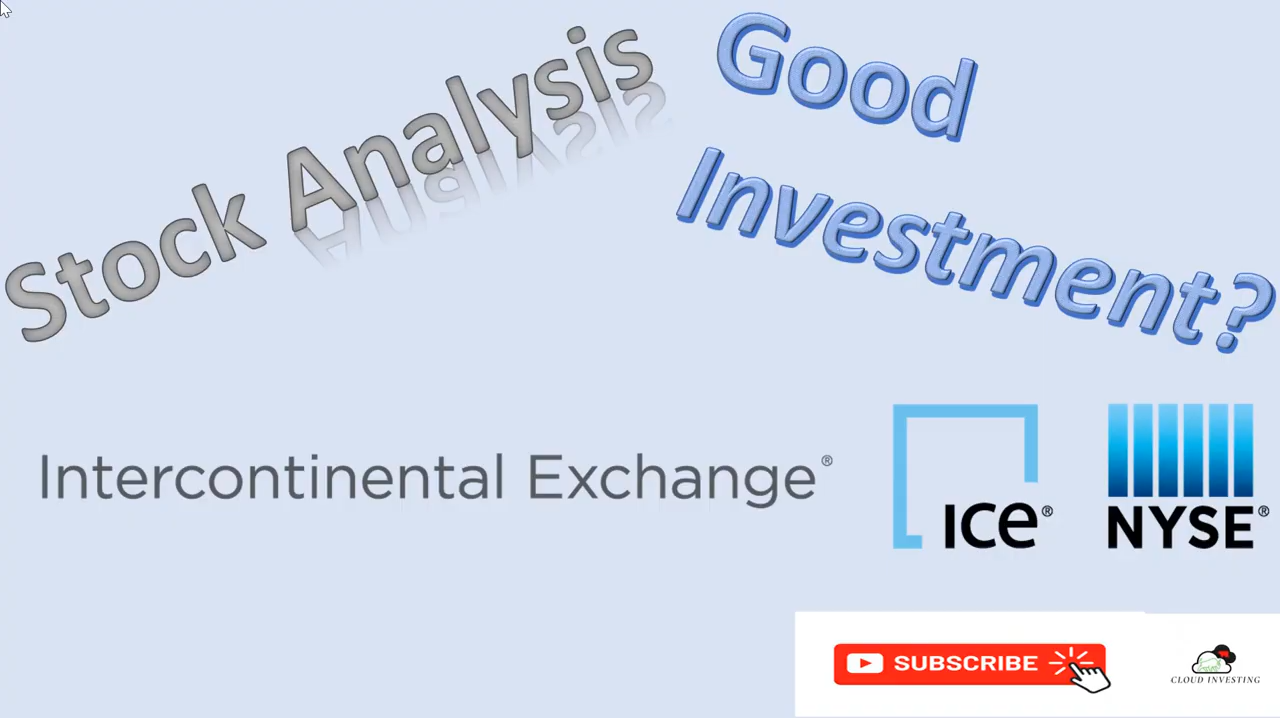 Stock Analysis
Good
Investment?
Intercontinental Exchange®
ICE®
NYSE®
SUBSCRIBE
CLOUD INVESTING